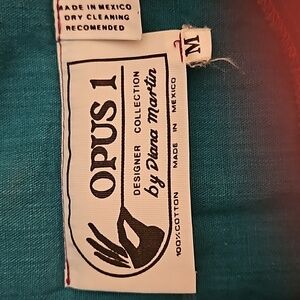 MADE IN MEXICO
DRY CLEANING
RECOMENDED
M
OPUS 1
DESIGNER COLLECTION
by Diana Martin
100% COTTON MADE IN MEXICO